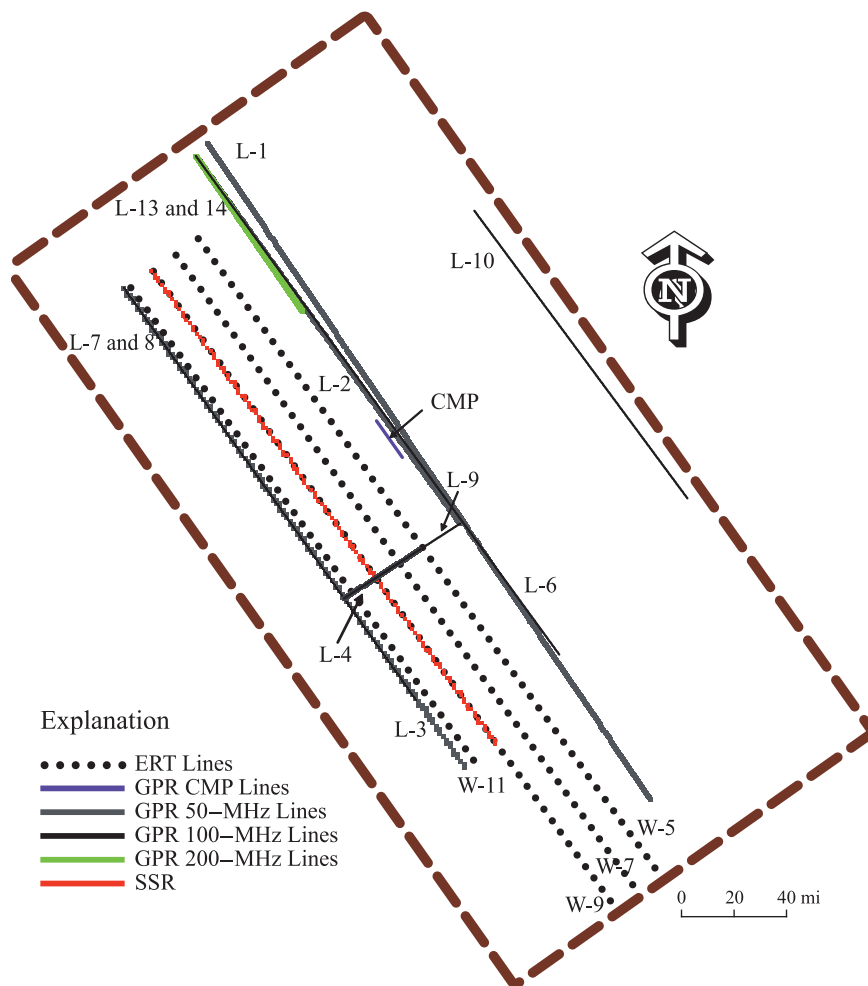 L-1
L-13 and 14
L-10
N
L-7 and 8
L-2
CMP
L-9
L-6
L-4
Explanation
L-3
ERT Lines
W-11
GPR CMP Lines
GPR 50–MHz Lines
W-5
GPR 100–MHz Lines
GPR 200–MHz Lines
W-7
SSR
W-9
0 20 40 mi